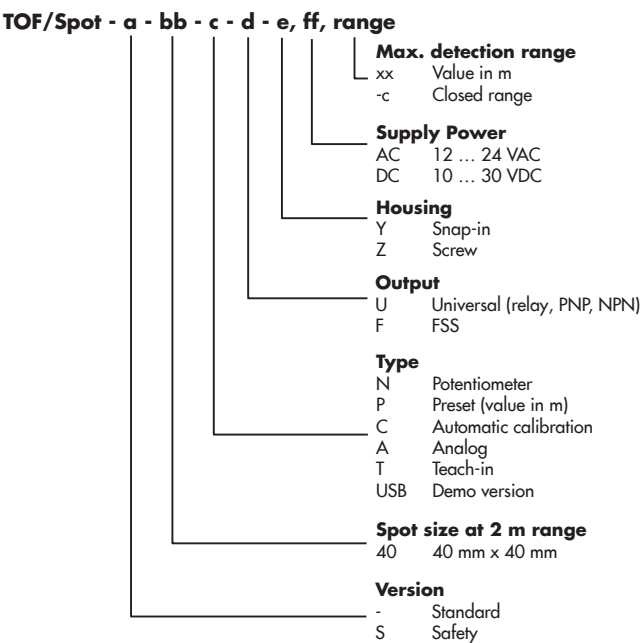 TOF/Spot - a - bb - c - d - e, ff, range
Max. detection range
xx Value in m
-c Closed range
Supply Power
AC 12 ... 24 VAC
DC 10 ... 30 VDC
Housing
Y Snap-in
Z Screw
Output
U Universal (relay, PNP, NPN)
F FSS
Type
N Potentiometer
P Preset (value in m)
C Automatic calibration
A Analog
T Teach-in
USB Demo version
Spot size at 2 m range
40 40 mm x 40 mm
Version
- Standard
S Safety